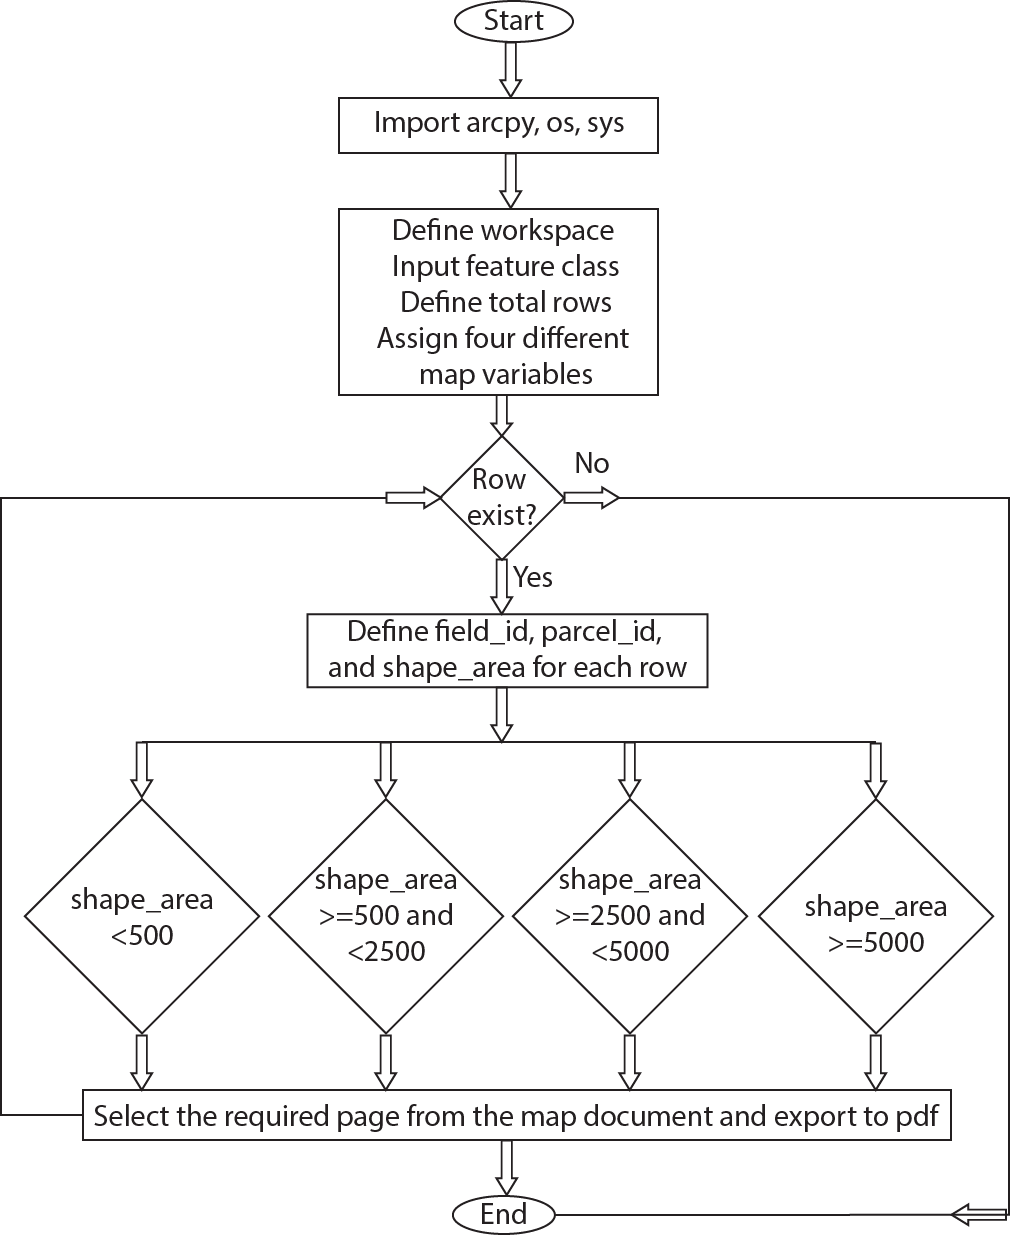 Start
Import arcpy, os, sys
Define workspace
Input feature class
Define total rows
Assign four different
map variables
Row
exist?
No
Yes
Define field_id, parcel_id,
and shape_area for each row
shape_area
<500
shape_area
>=500 and
<2500
shape_area
>=2500 and
<5000
shape_area
>=5000
Select the required page from the map document and export to pdf
End